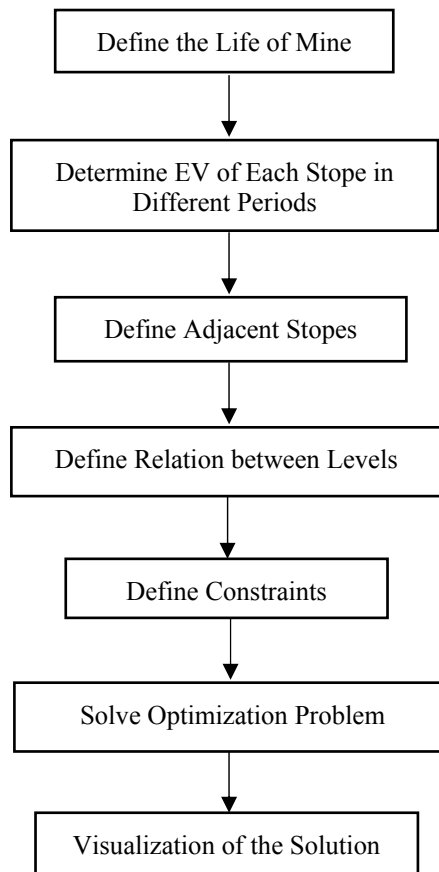 Define the Life of Mine
Determine EV of Each Stope in
Different Periods
Define Adjacent Stopes
Define Relation between Levels
Define Constraints
Solve Optimization Problem
Visualization of the Solution